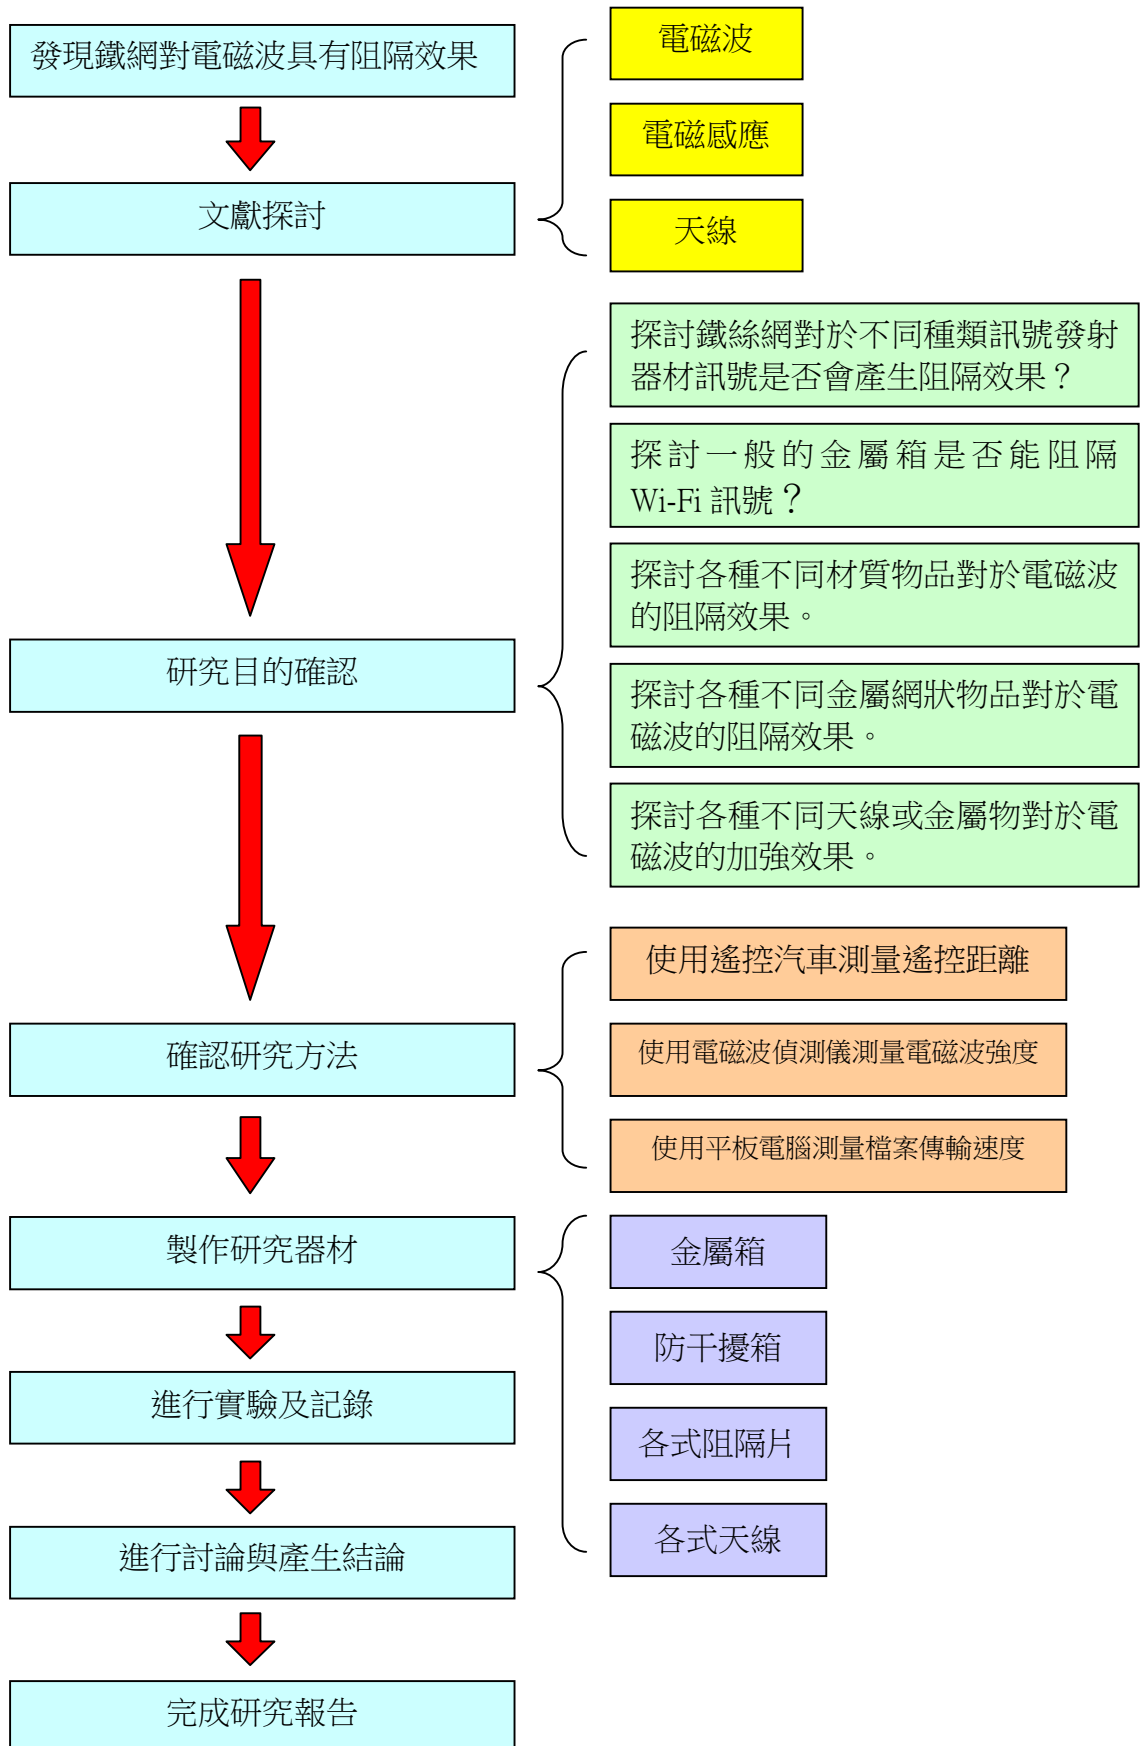 發現鐵網對電磁波具有阻隔效果
文獻探討
電磁波
電磁感應
天線
研究目的確認
探討鐵絲網對於不同種類訊號發射
器材訊號是否會產生阻隔效果？
探討一般的金屬箱是否能阻隔
Wi-Fi 訊號？
探討各種不同材質物品對於電磁波
的阻隔效果。
探討各種不同金屬網狀物品對於電
磁波的阻隔效果。
探討各種不同天線或金屬物對於電
磁波的加強效果。
確認研究方法
使用遙控汽車測量遙控距離
使用電磁波偵測儀測量電磁波強度
使用平板電腦測量檔案傳輸速度
製作研究器材
金屬箱
防干擾箱
各式阻隔片
各式天線
進行實驗及記錄
進行討論與產生結論
完成研究報告